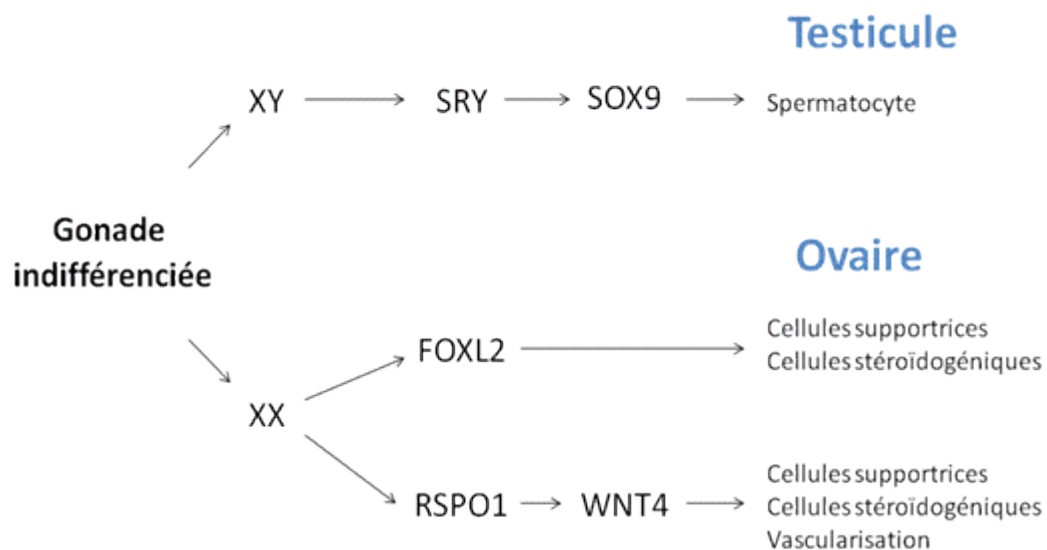 Testicule
XY SRY SOX9 Spermatocyte
Gonade
indifférenciée
Ovaire
Cellules supportrices
FOXL2
Cellules stéroïdogéniques
XX
Cellules supportrices
RSPO1 WNT4 Cellules stéroïdogéniques
Vascularisation